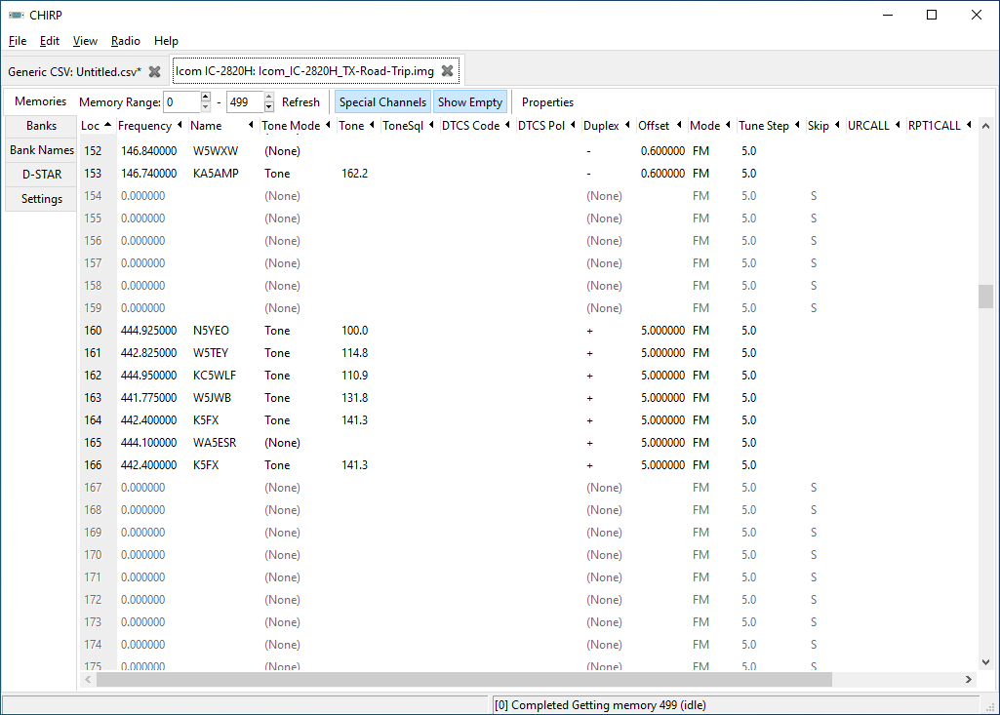 CHIRP
File Edit View Radio Help
Generic CSV: Untitled.csv* Icom IC-2820H: Icom_IC-2820H_TX-Road-Trip.img
Memories Memory Range: 0 - 499 Refresh Special Channels Show Empty Properties
Banks
Bank Names
D-STAR
Settings
Loc Frequency Name Tone Mode Tone ToneSql DTCS Code DTCS Pol Duplex Offset Mode Tune Step Skip URCALL RPT1CALL
152 146.840000 W5WXW (None) - 0.600000 FM 5.0
153 146.740000 KA5AMP Tone 162.2 - 0.600000 FM 5.0
154 0.000000 (None) (None) FM 5.0 S
155 0.000000 (None) (None) FM 5.0 S
156 0.000000 (None) (None) FM 5.0 S
157 0.000000 (None) (None) FM 5.0 S
158 0.000000 (None) (None) FM 5.0 S
159 0.000000 (None) (None) FM 5.0 S
160 444.925000 N5YEO Tone 100.0 + 5.000000 FM 5.0
161 442.825000 W5TEY Tone 114.8 + 5.000000 FM 5.0
162 444.950000 KC5WLF Tone 110.9 + 5.000000 FM 5.0
163 441.775000 W5JWB Tone 131.8 + 5.000000 FM 5.0
164 442.400000 K5FX Tone 141.3 + 5.000000 FM 5.0
165 444.100000 WA5ESR (None) + 5.000000 FM 5.0
166 442.400000 K5FX Tone 141.3 + 5.000000 FM 5.0
167 0.000000 (None) (None) FM 5.0 S
168 0.000000 (None) (None) FM 5.0 S
169 0.000000 (None) (None) FM 5.0 S
170 0.000000 (None) (None) FM 5.0 S
171 0.000000 (None) (None) FM 5.0 S
172 0.000000 (None) (None) FM 5.0 S
173 0.000000 (None) (None) FM 5.0 S
174 0.000000 (None) (None) FM 5.0 S
175 0.000000 (None) (None) FM 5.0 S
[0] Completed Getting memory 499 (idle)